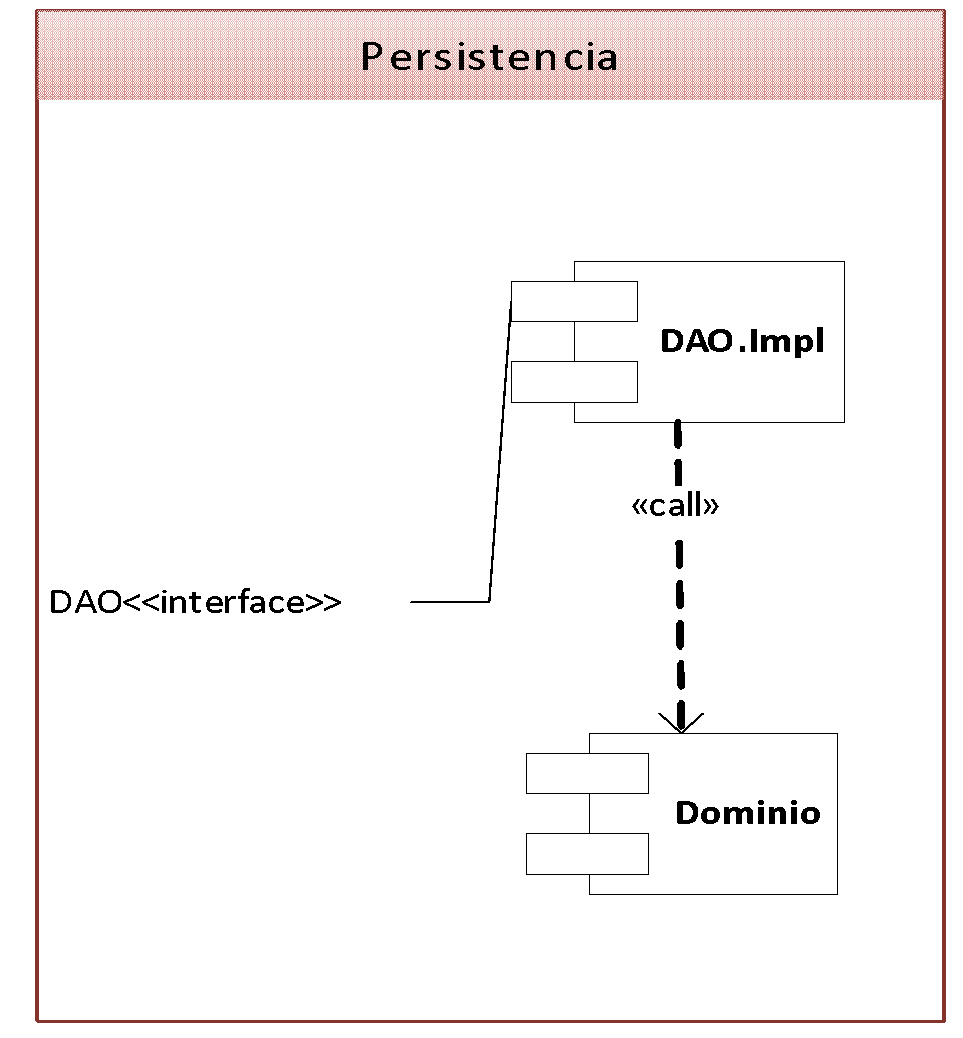 Persistencia
DAO.Impl
«call»
DAO<<interface>>
Dominio